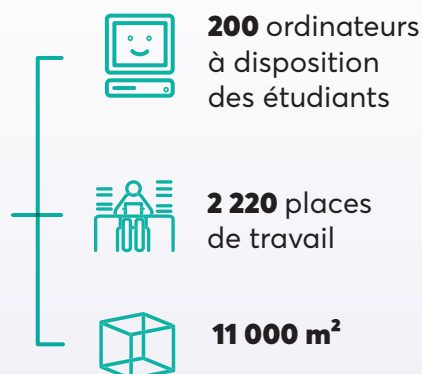 200 ordinateurs
à disposition
des étudiants
2 220 places
de travail
11 000 m²